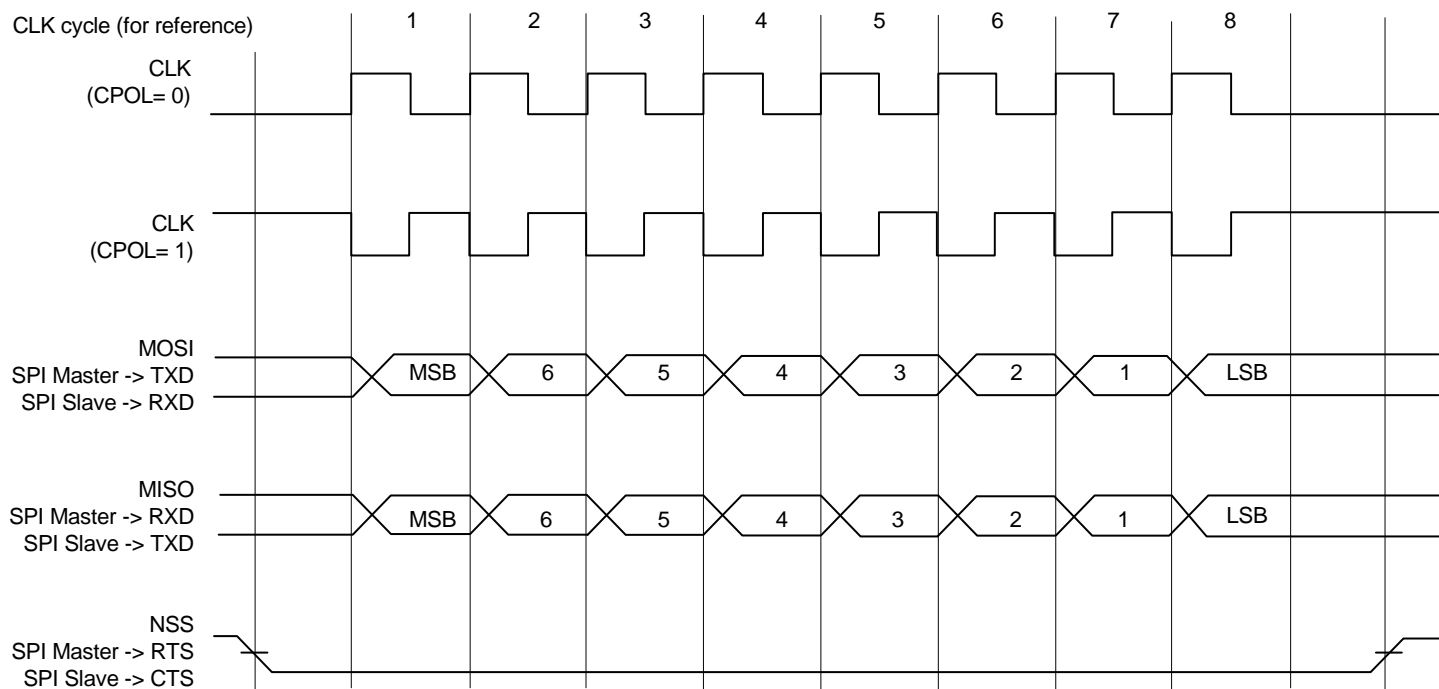 CLK cycle (for reference)
1 2 3 4 5 6 7 8
CLK
(CPOL= 0)
CLK
(CPOL= 1)
MOSI
SPI Master -> TXD
SPI Slave -> RXD
MSB 6 5 4 3 2 1 LSB
MISO
SPI Master -> RXD
SPI Slave -> TXD
MSB 6 5 4 3 2 1 LSB
NSS
SPI Master -> RTS
SPI Slave -> CTS